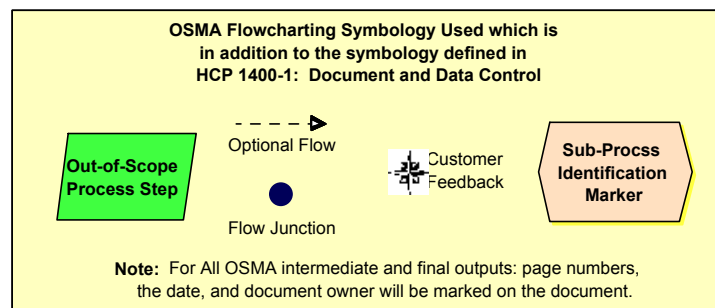 OSMA Flowcharting Symbology Used which is
in addition to the symbology defined in
HCP 1400-1: Document and Data Control
Out-of-Scope
Process Step
Optional Flow
Flow Junction
Customer
Feedback
Sub-Procss
Identification
Marker
Note: For All OSMA intermediate and final outputs: page numbers,
the date, and document owner will be marked on the document.